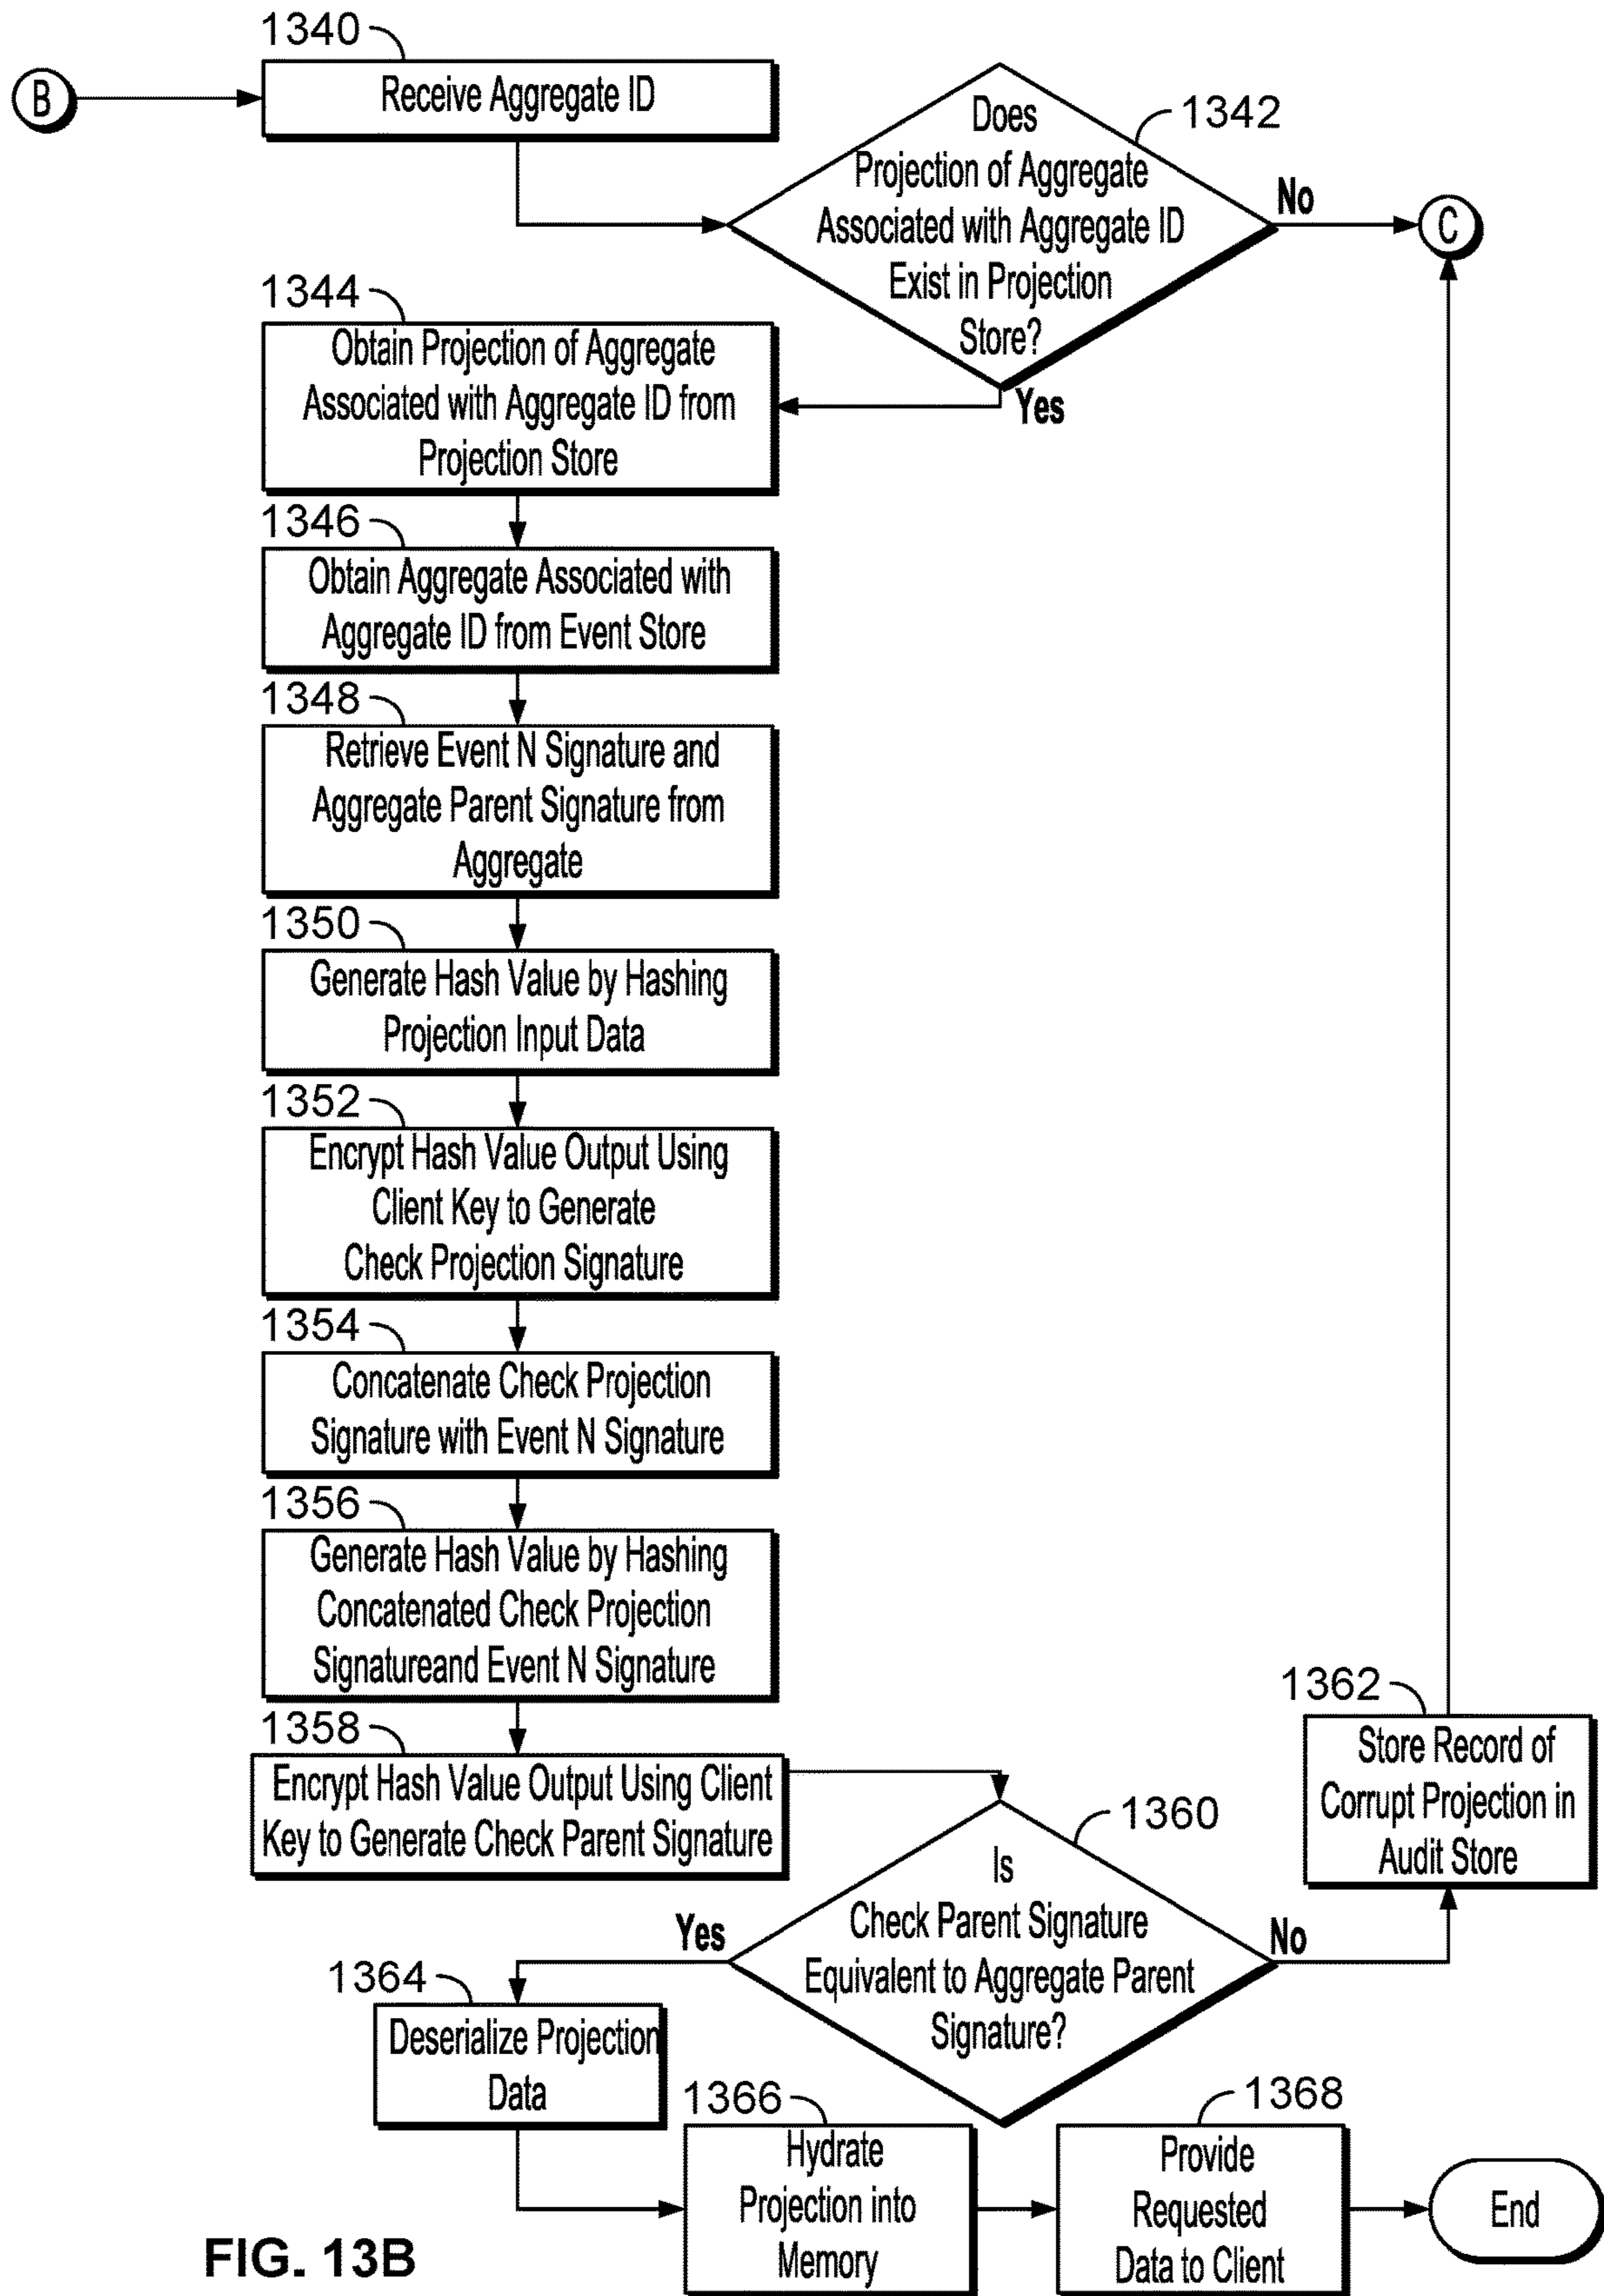 1340
B
Receive Aggregate ID
1342
Does
Projection of Aggregate
Associated with Aggregate ID
Exist in Projection
Store?
No
C
Yes
1344
Obtain Projection of Aggregate
Associated with Aggregate ID from
Projection Store
1346
Obtain Aggregate Associated with
Aggregate ID from Event Store
1348
Retrieve Event N Signature and
Aggregate Parent Signature from
Aggregate
1350
Generate Hash Value by Hashing
Projection Input Data
1352
Encrypt Hash Value Output Using
Client Key to Generate
Check Projection Signature
1354
Concatenate Check Projection
Signature with Event N Signature
1356
Generate Hash Value by Hashing
Concatenated Check Projection
Signatureand Event N Signature
1358
Encrypt Hash Value Output Using Client
Key to Generate Check Parent Signature
1360
Is
Check Parent Signature
Equivalent to Aggregate Parent
Signature?
No
1362
Store Record of
Corrupt Projection in
Audit Store
Yes
1364
Deserialize Projection
Data
1366
Hydrate
Projection into
Memory
1368
Provide
Requested
Data to Client
End
FIG. 13B